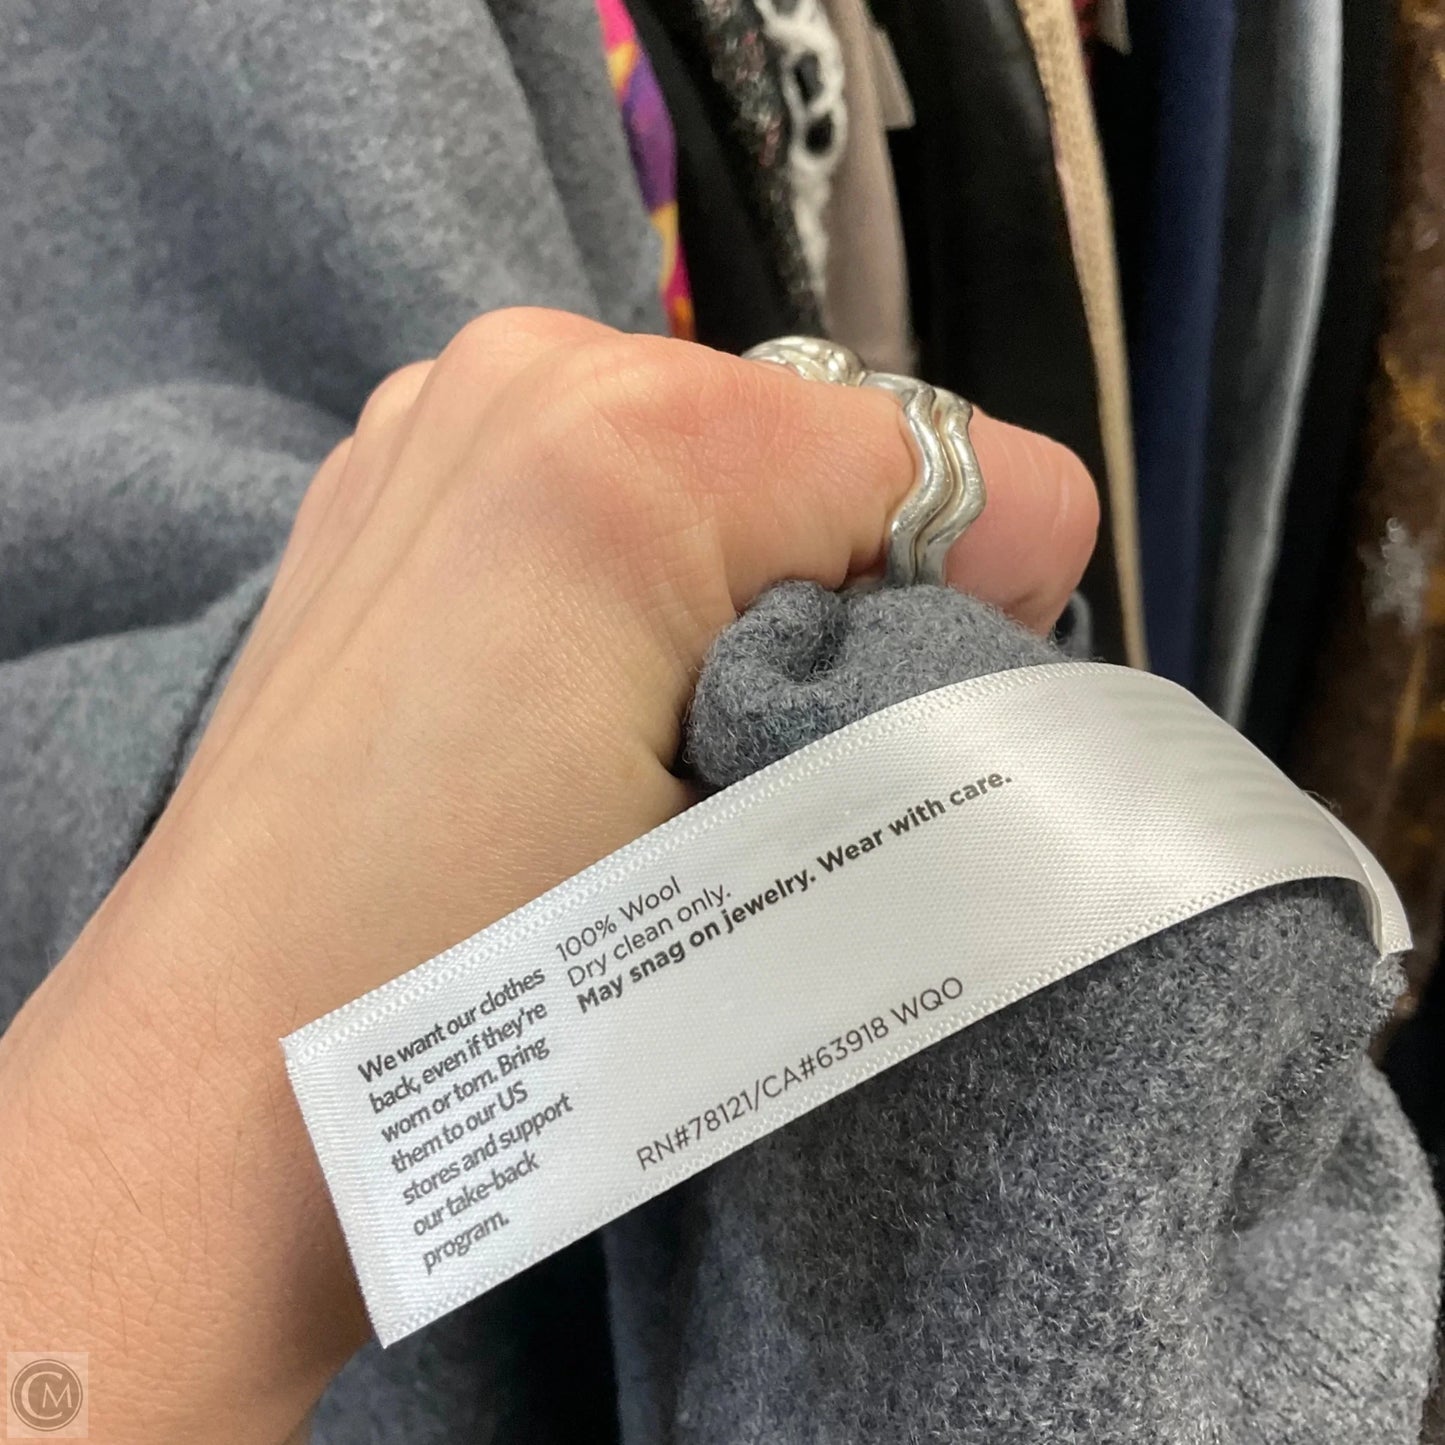 We want our clothes
back, even if they're
worn or torn. Bring
them to our US
stores and support
our take-back
program.
100% Wool
Dry clean only.
May snag on jewelry. Wear with care.
RN#78121/CA#63918 WQO
CM